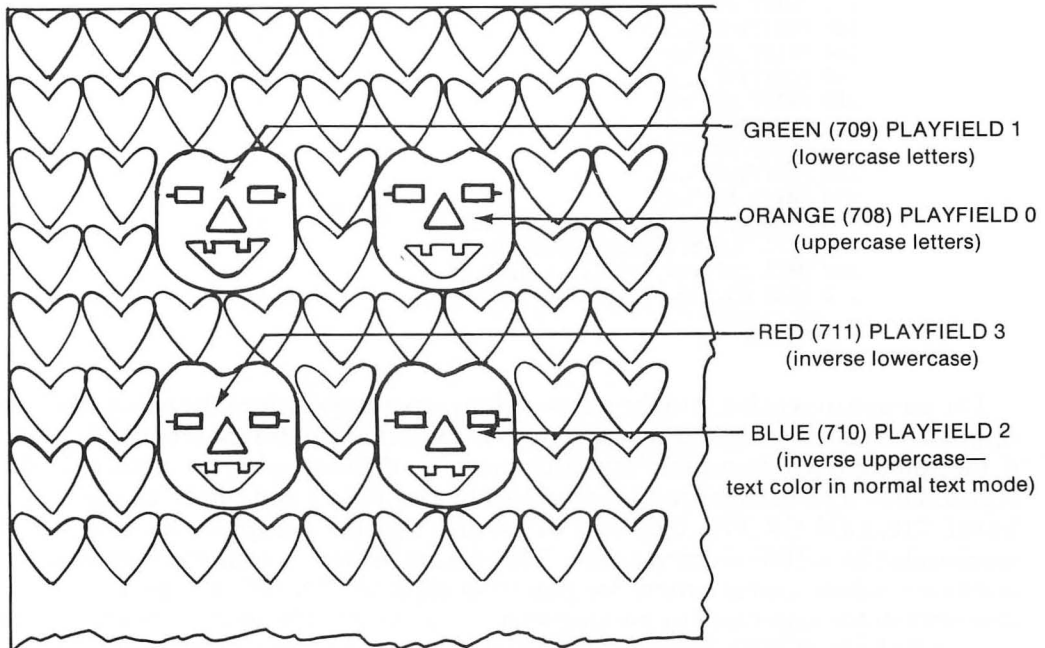 GREEN (709) PLAYFIELD 1
(lowercase letters)
ORANGE (708) PLAYFIELD 0
(uppercase letters)
RED (711) PLAYFIELD 3
(inverse lowercase)
BLUE (710) PLAYFIELD 2
(inverse uppercase—
text color in normal text mode)